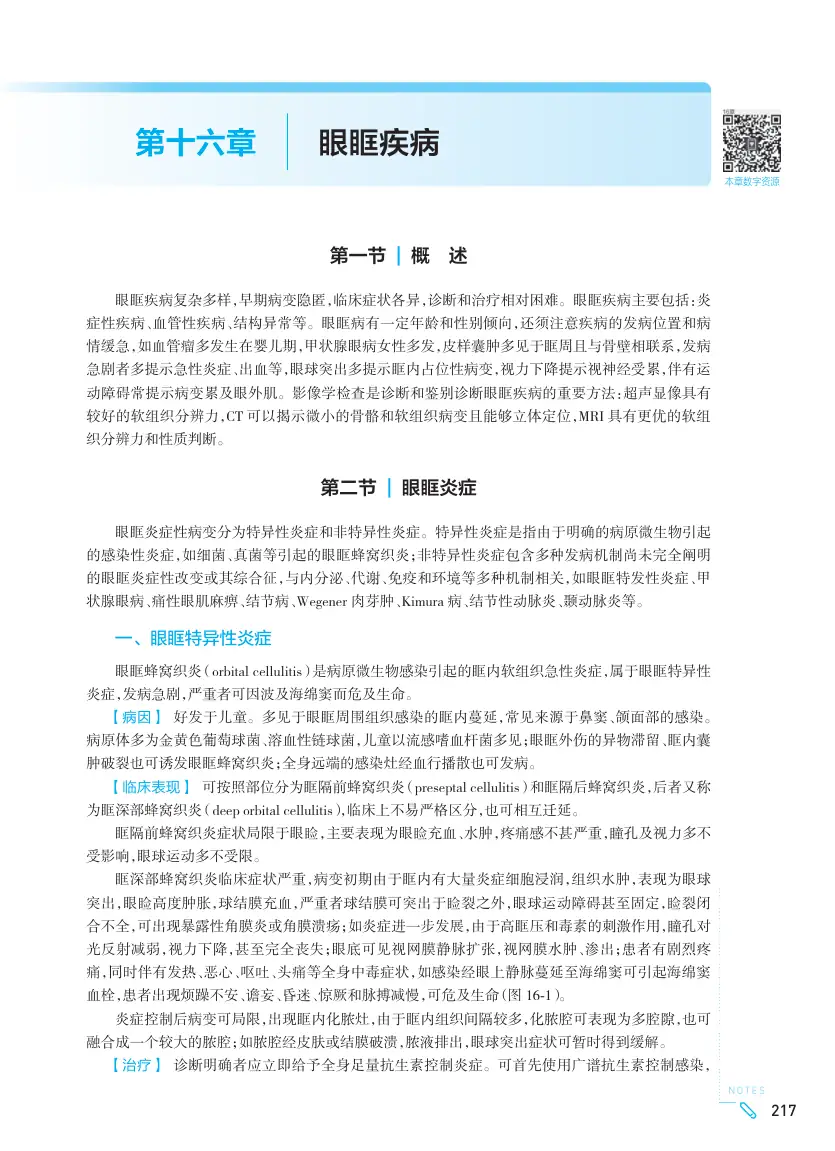 第十六章 眼眶疾病
16章
本章数字资源
第一节 | 概 述
眼眶疾病复杂多样，早期病变隐匿，临床症状各异，诊断和治疗相对困难。眼眶疾病主要包括：炎
症性疾病、血管性疾病、结构异常等。眼眶病有一定年龄和性别倾向，还须注意疾病的发病位置和病
情缓急，如血管瘤多发生在婴儿期，甲状腺眼病女性多发，皮样囊肿多见于眶周且与骨壁相联系，发病
急剧者多提示急性炎症、出血等，眼球突出多提示眶内占位性病变，视力下降提示视神经受累，伴有运
动障碍常提示病变累及眼外肌。影像学检查是诊断和鉴别诊断眼眶疾病的重要方法：超声显像具有
较好的软组织分辨力，CT 可以揭示微小的骨骼和软组织病变且能够立体定位，MRI 具有更优的软组
织分辨力和性质判断。
第二节 | 眼眶炎症
眼眶炎症性病变分为特异性炎症和非特异性炎症。特异性炎症是指由于明确的病原微生物引起
的感染性炎症，如细菌、真菌等引起的眼眶蜂窝织炎；非特异性炎症包含多种发病机制尚未完全阐明
的眼眶炎症性改变或其综合征，与内分泌、代谢、免疫和环境等多种机制相关，如眼眶特发性炎症、甲
状腺眼病、痛性眼肌麻痹、结节病、Wegener 肉芽肿、Kimura 病、结节性动脉炎、颞动脉炎等。
一、眼眶特异性炎症
眼眶蜂窝织炎（orbital cellulitis）是病原微生物感染引起的眶内软组织急性炎症，属于眼眶特异性
炎症，发病急剧，严重者可因波及海绵窦而危及生命。
【病因】 好发于儿童。多见于眼眶周围组织感染的眶内蔓延，常见来源于鼻窦、颌面部的感染。
病原体多为金黄色葡萄球菌、溶血性链球菌，儿童以流感嗜血杆菌多见；眼眶外伤的异物滞留、眶内囊
肿破裂也可诱发眼眶蜂窝织炎；全身远端的感染灶经血行播散也可发病。
【临床表现】 可按照部位分为眶隔前蜂窝织炎（preseptal cellulitis）和眶隔后蜂窝织炎，后者又称
为眶深部蜂窝织炎（deep orbital cellulitis），临床上不易严格区分，也可相互迁延。
眶隔前蜂窝织炎症状局限于眼睑，主要表现为眼睑充血、水肿，疼痛感不甚严重，瞳孔及视力多不
受影响，眼球运动多不受限。
眶深部蜂窝织炎临床症状严重，病变初期由于眶内有大量炎症细胞浸润，组织水肿，表现为眼球
突出，眼睑高度肿胀，球结膜充血，严重者球结膜可突出于睑裂之外，眼球运动障碍甚至固定，睑裂闭
合不全，可出现暴露性角膜炎或角膜溃疡；如炎症进一步发展，由于高眶压和毒素的刺激作用，瞳孔对
光反射减弱，视力下降，甚至完全丧失；眼底可见视网膜静脉扩张，视网膜水肿、渗出；患者有剧烈疼
痛，同时伴有发热、恶心、呕吐、头痛等全身中毒症状，如感染经眼上静脉蔓延至海绵窦可引起海绵窦
血栓，患者出现烦躁不安、谵妄、昏迷、惊厥和脉搏减慢，可危及生命（图 16-1）。
炎症控制后病变可局限，出现眶内化脓灶，由于眶内组织间隔较多，化脓腔可表现为多腔隙，也可
融合成一个较大的脓腔；如脓腔经皮肤或结膜破溃，脓液排出，眼球突出症状可暂时得到缓解。
【治疗】 诊断明确者应立即给予全身足量抗生素控制炎症。可首先使用广谱抗生素控制感染，
NOTES
217